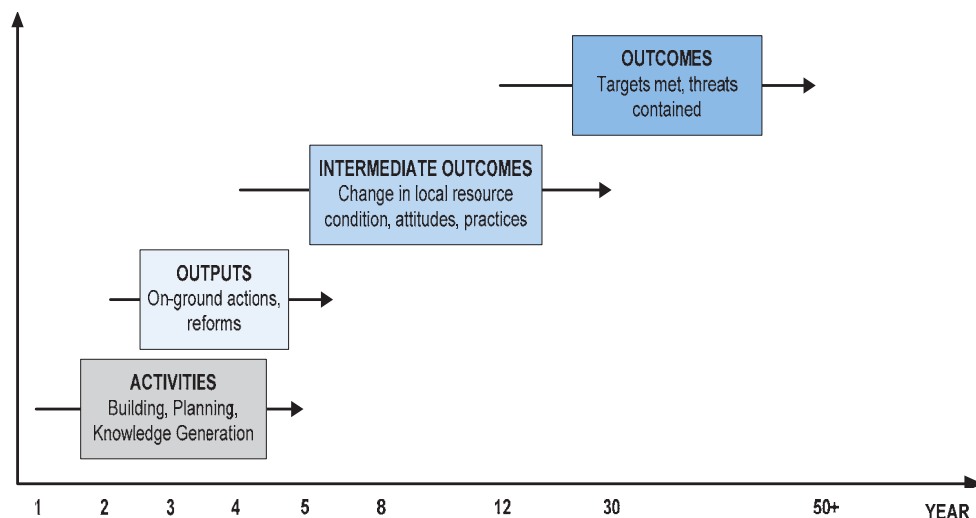 OUTCOMES
Targets met, threats
contained
INTERMEDIATE OUTCOMES
Change in local resource
condition, attitudes, practices
OUTPUTS
On-ground actions,
reforms
ACTIVITIES
Building, Planning,
Knowledge Generation
1 2 3 4 5 8 12 30 50+ YEAR